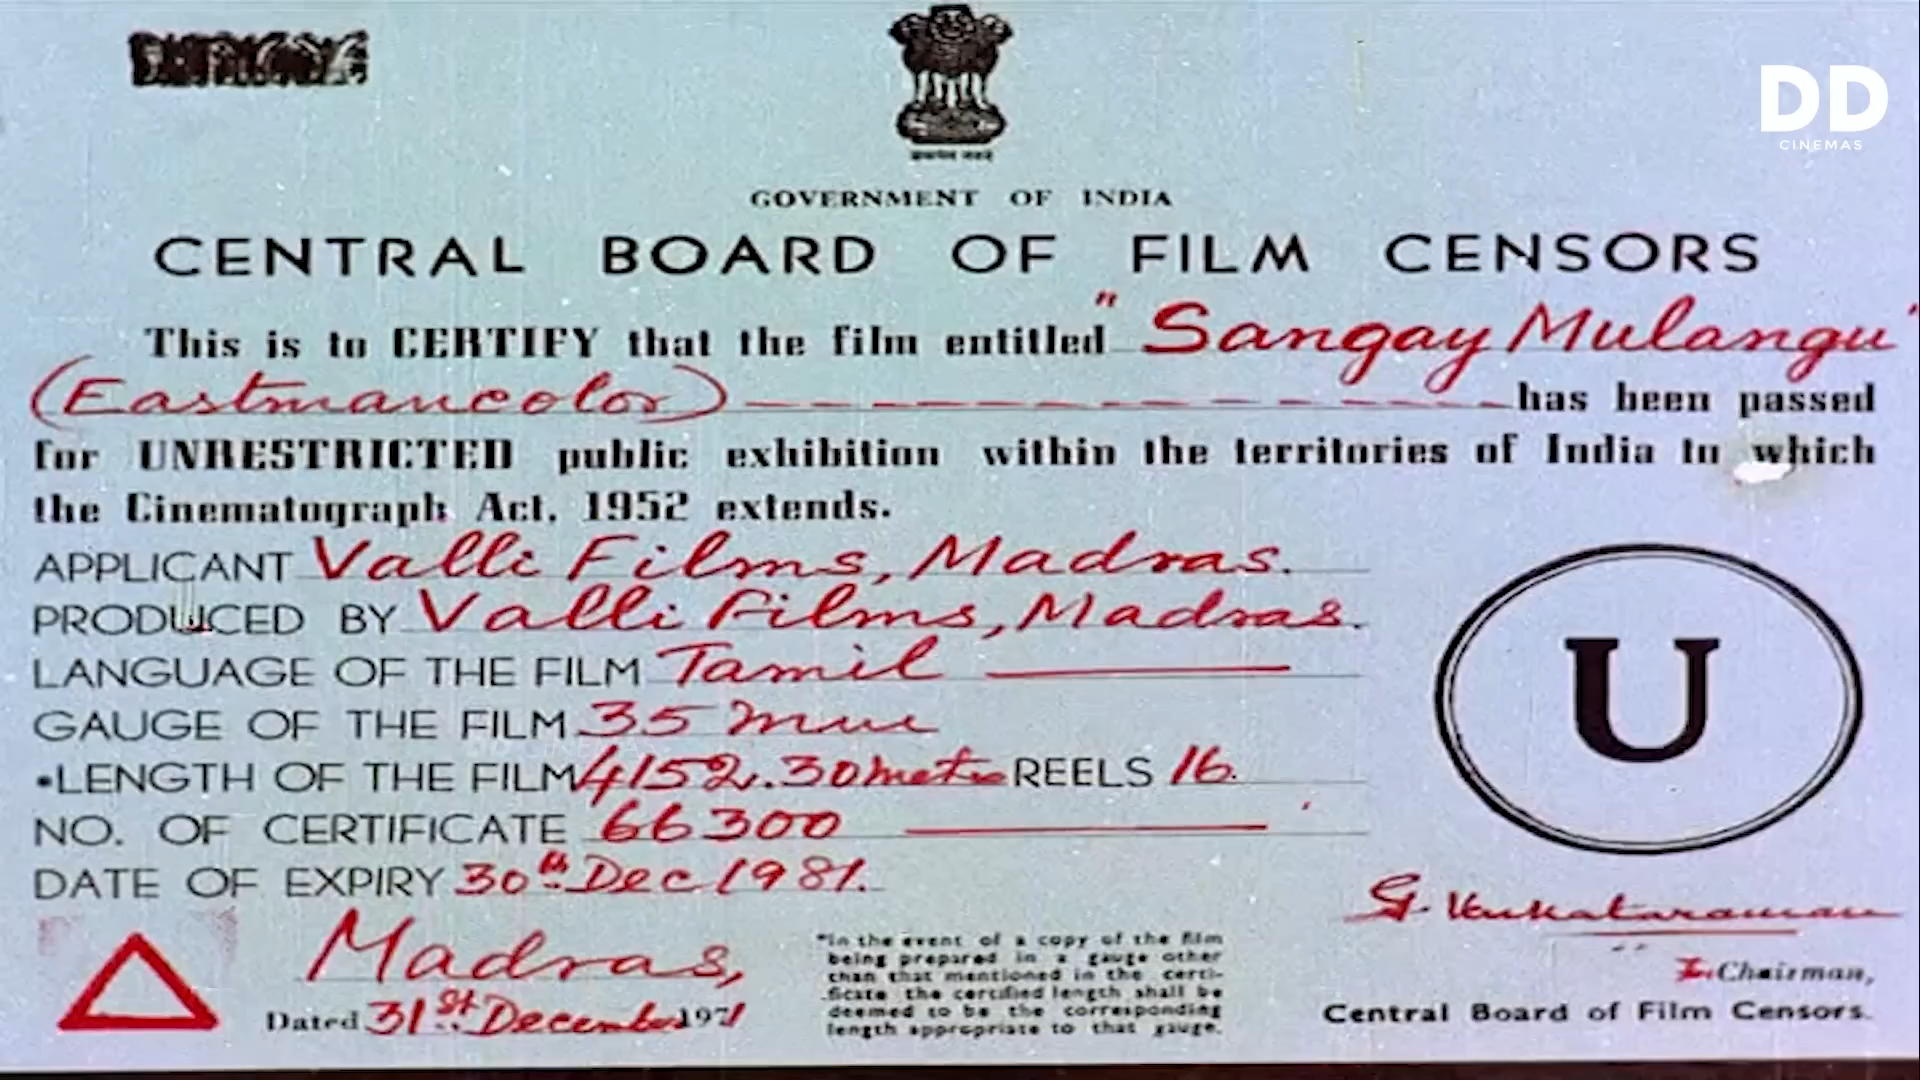 DD
CINEMAS
GOVERNMENT OF INDIA
CENTRAL BOARD OF FILM CENSORS
This is to CERTIFY that the film entitled "Sangay Mulangu"
(Eastmancolor) has been passed
for UNRESTRICTED public exhibition within the territories of India to which
the Cinematograph Act, 1952 extends.
APPLICANT Valli Films, Madras.
PRODUCED BY Valli Films, Madras.
LANGUAGE OF THE FILM Tamil
GAUGE OF THE FILM 35 mm
*LENGTH OF THE FILM 4152.30 metre REELS 16.
NO. OF CERTIFICATE 66300
DATE OF EXPIRY 30th Dec 1981.
U
G. Venkataraman
Madras,
Dated 31st December 1971
"In the event of a copy of the film
being prepared in a gauge other
than that mentioned in the certi-
ficate the certified length shall be
deemed to be the corresponding
length appropriate to that gauge.
Chairman,
Central Board of Film Censors.